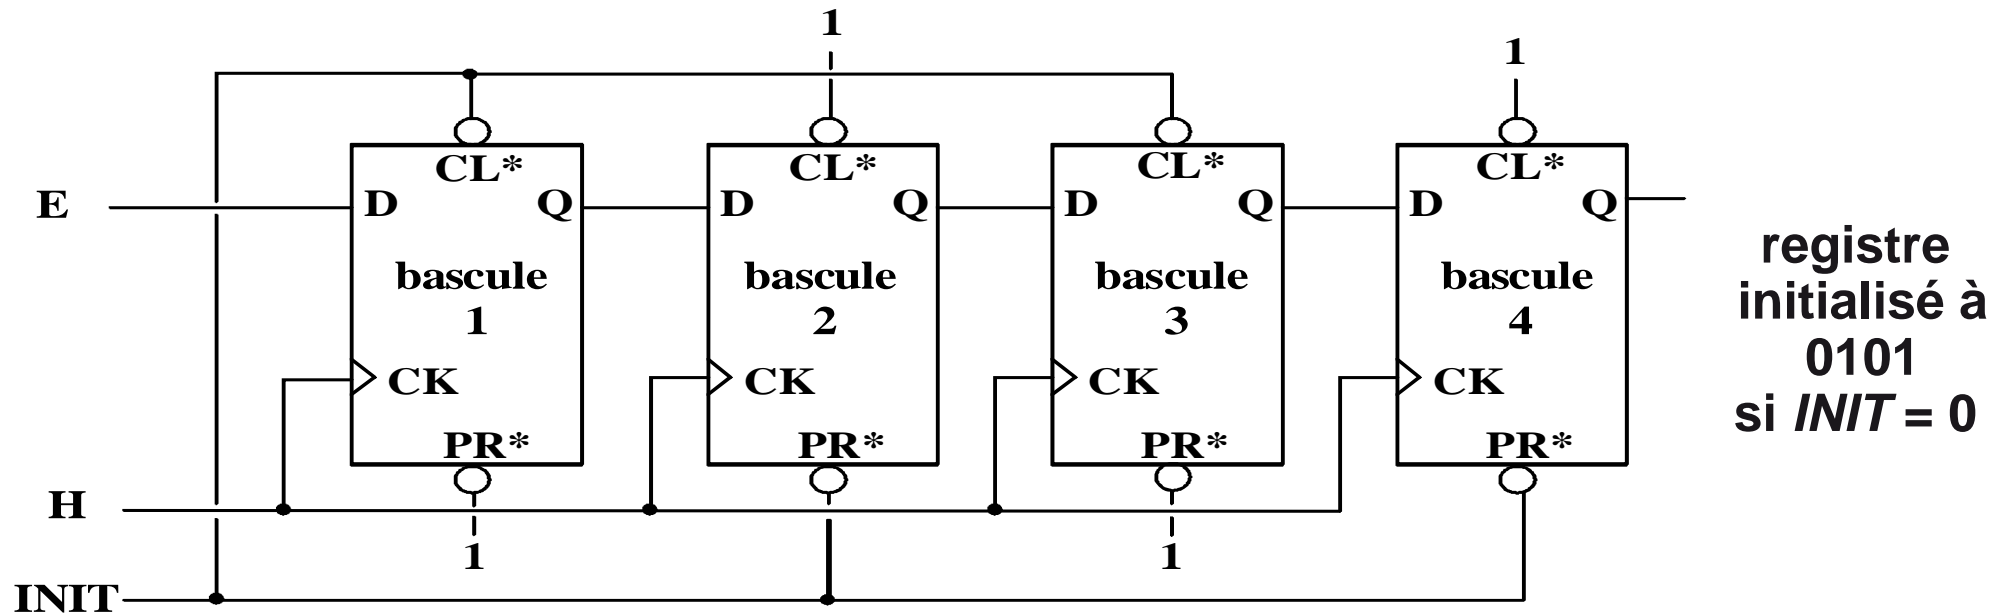 1
1
CL*
CL*
CL*
CL*
E
D
Q
D
Q
D
Q
D
Q
bascule
1
bascule
2
bascule
3
bascule
4
CK
CK
CK
CK
PR*
PR*
PR*
PR*
H
1
1
INIT
registre
initialisé à
0101
si INIT = 0